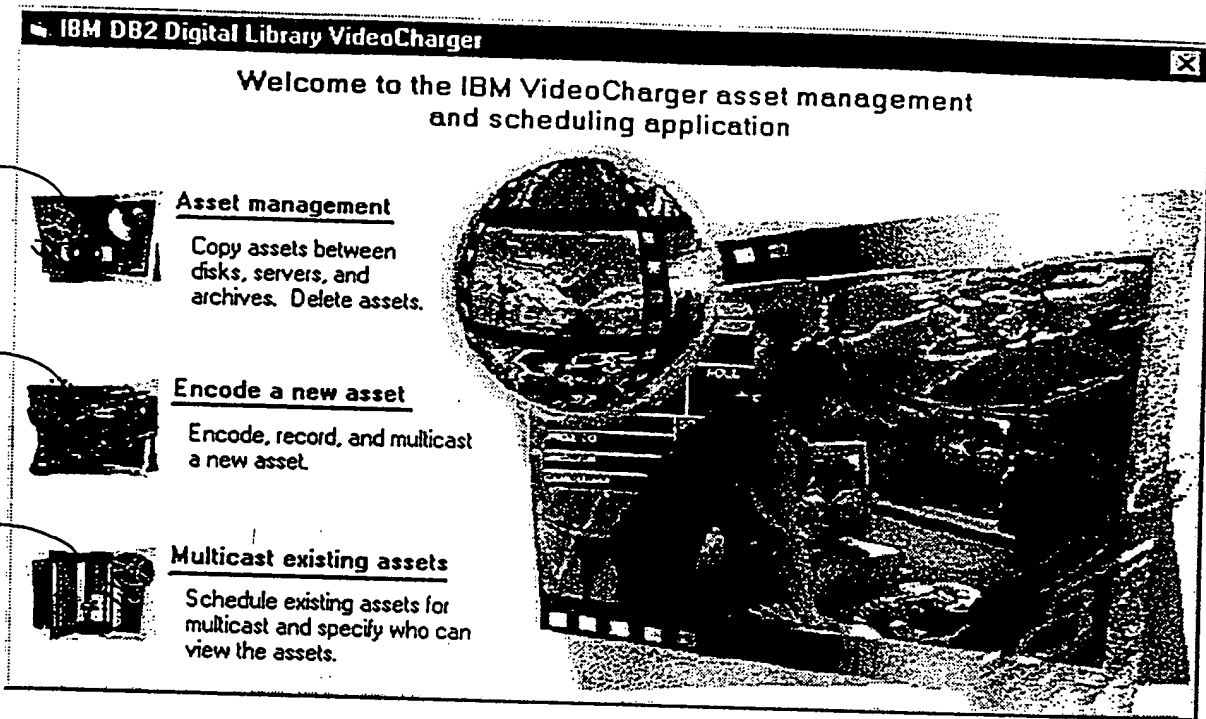 IBM DB2 Digital Library VideoCharger
Welcome to the IBM VideoCharger asset management
and scheduling application
Asset management
Copy assets between
disks, servers, and
archives. Delete assets.
Encode a new asset
Encode, record, and multicast
a new asset.
Multicast existing assets
Schedule existing assets for
multicast and specify who can
view the assets.